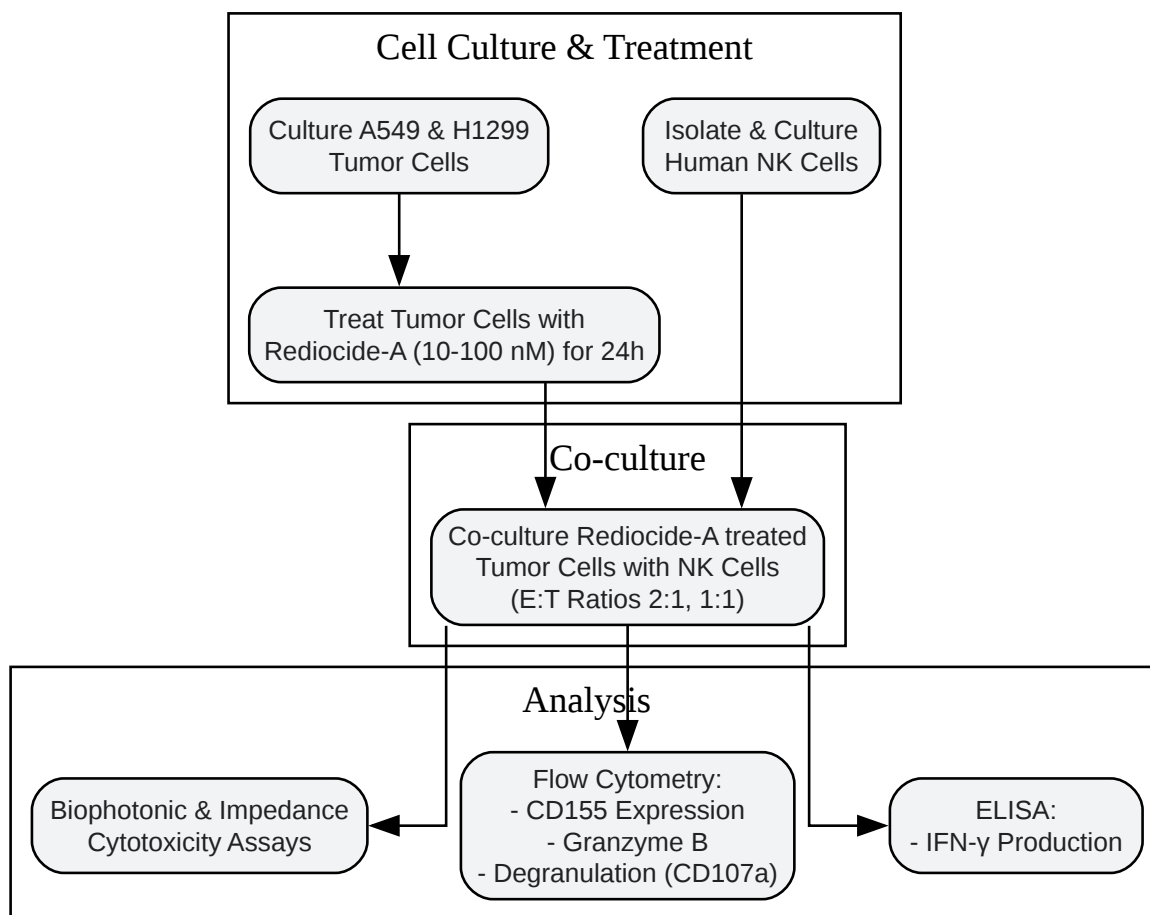 Cell Culture & Treatment
Culture A549 & H1299
Tumor Cells
Isolate & Culture
Human NK Cells
Treat Tumor Cells with
Rediocide-A (10-100 nM) for 24h
Co-culture
Co-culture Rediocide-A treated
Tumor Cells with NK Cells
(E:T Ratios 2:1, 1:1)
Analysis
Biophotonic & Impedance
Cytotoxicity Assays
Flow Cytometry:
- CD155 Expression
- Granzyme B
- Degranulation (CD107a)
ELISA:
- IFN-γ Production